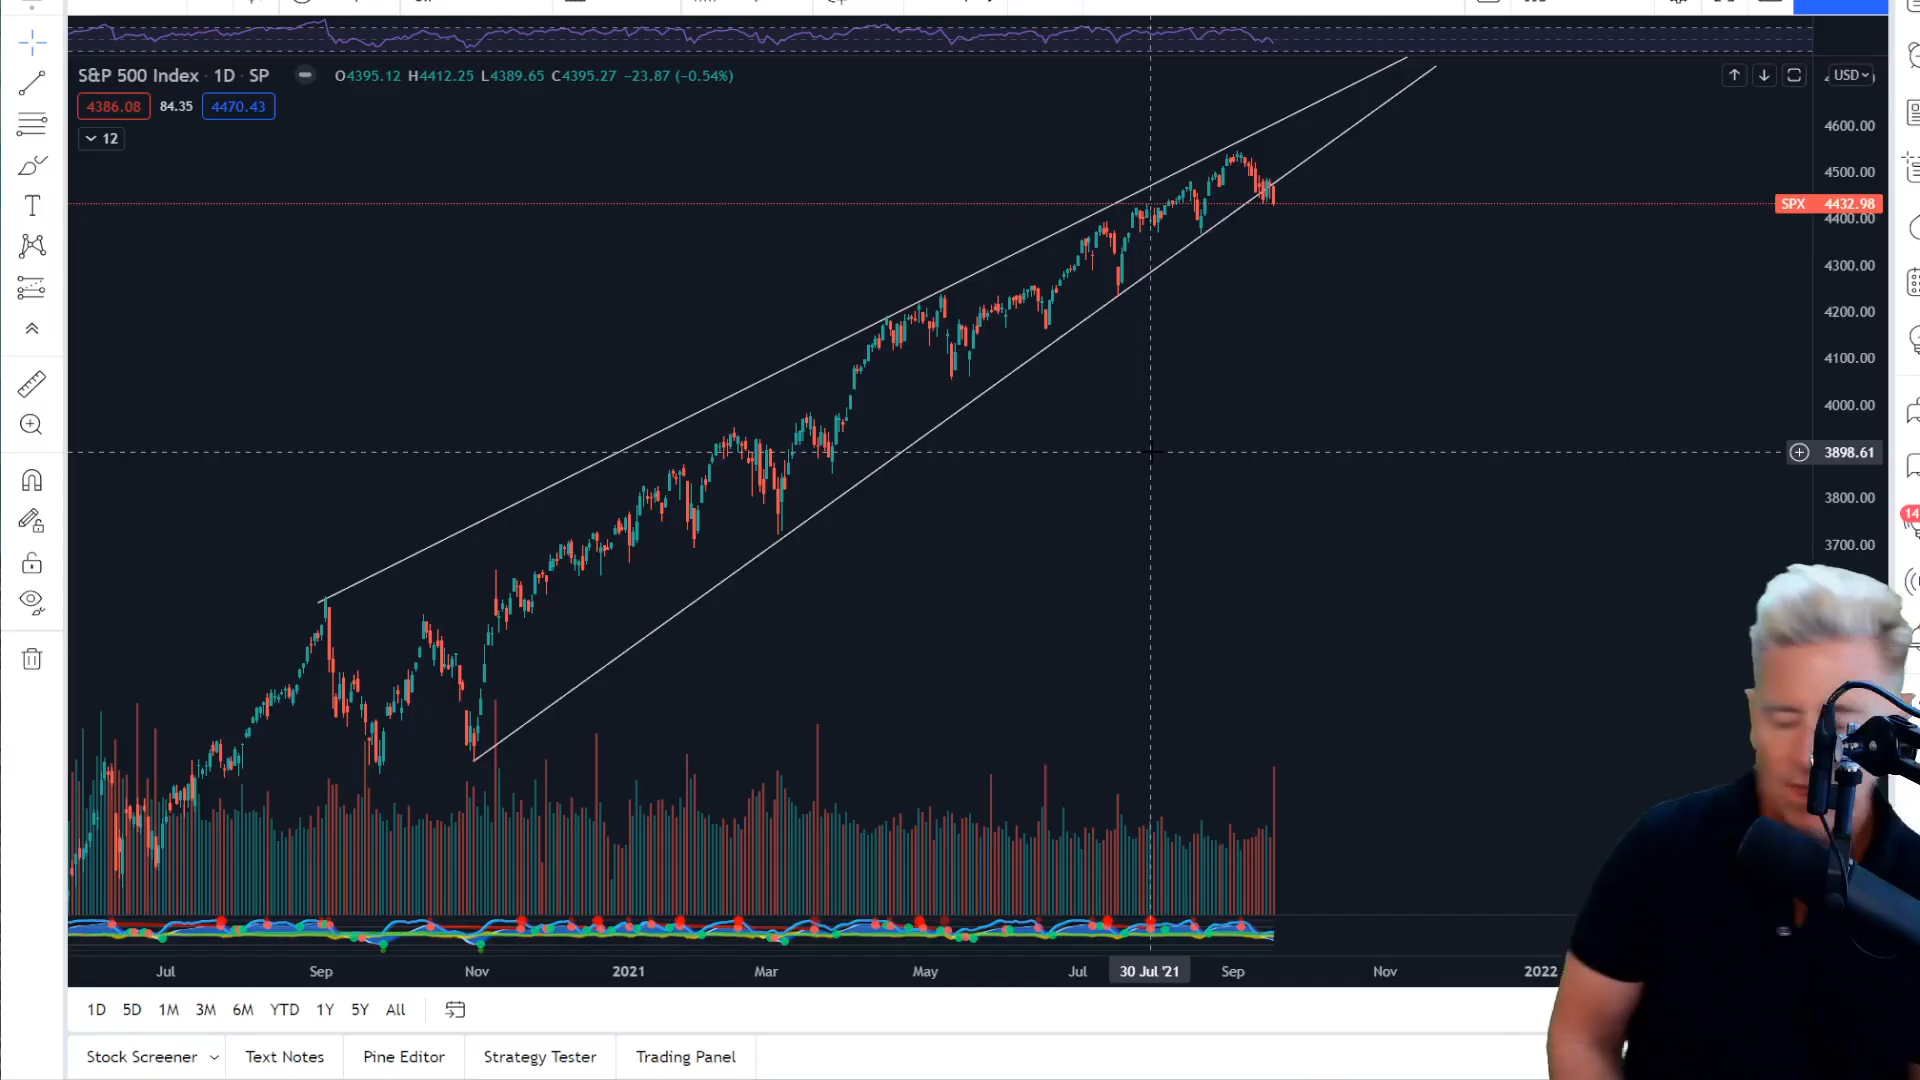 S&P 500 Index · 1D · SP
O4395.12 H4412.25 L4389.65 C4395.27 −23.87 (−0.54%)
USD
4386.08 84.35 4470.43
12
4600.00
4500.00
SPX 4432.98
4400.00
4300.00
4200.00
4100.00
4000.00
3898.61
3800.00
14
3700.00
Jul Sep Nov 2021 Mar May Jul 30 Jul '21 Sep Nov 2022
1D 5D 1M 3M 6M YTD 1Y 5Y All
Stock Screener Text Notes Pine Editor Strategy Tester Trading Panel